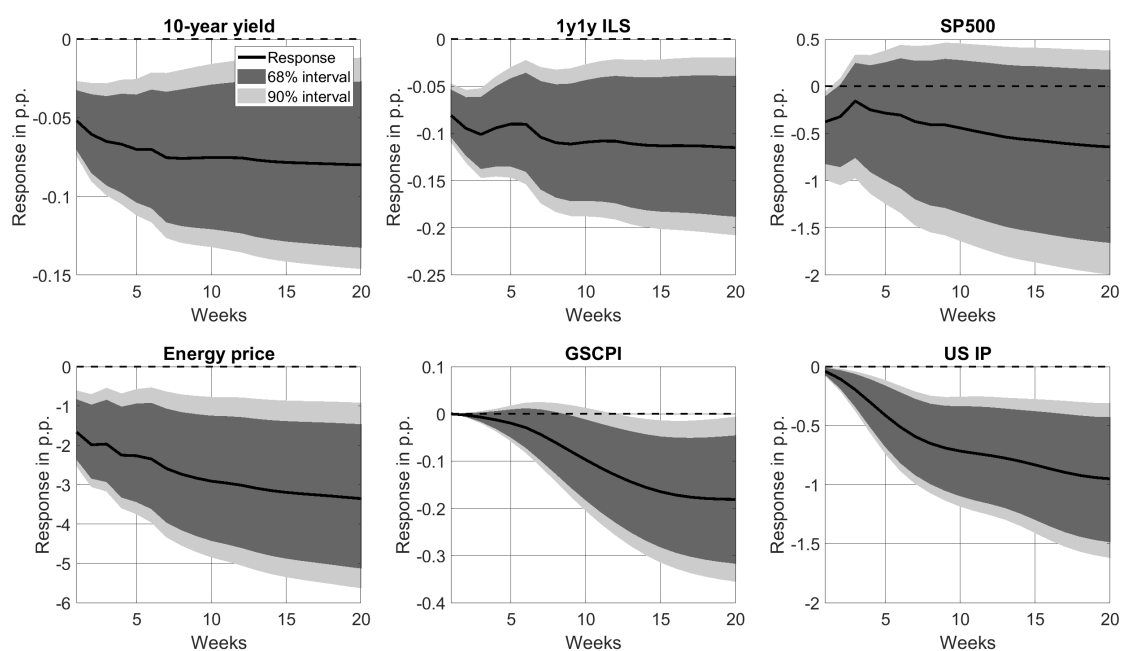 10-year yield
0
-0.05
-0.1
-0.15
5 10 15 20
Weeks
Response in p.p.
Response
68% interval
90% interval
1y1y ILS
0
-0.05
-0.1
-0.15
-0.2
-0.25
5 10 15 20
Weeks
Response in p.p.
SP500
0.5
0
-0.5
-1
-1.5
-2
5 10 15 20
Weeks
Response in p.p.
Energy price
0
-1
-2
-3
-4
-5
-6
5 10 15 20
Weeks
Response in p.p.
GSCPI
0.1
0
-0.1
-0.2
-0.3
-0.4
5 10 15 20
Weeks
Response in p.p.
US IP
0
-0.5
-1
-1.5
-2
5 10 15 20
Weeks
Response in p.p.